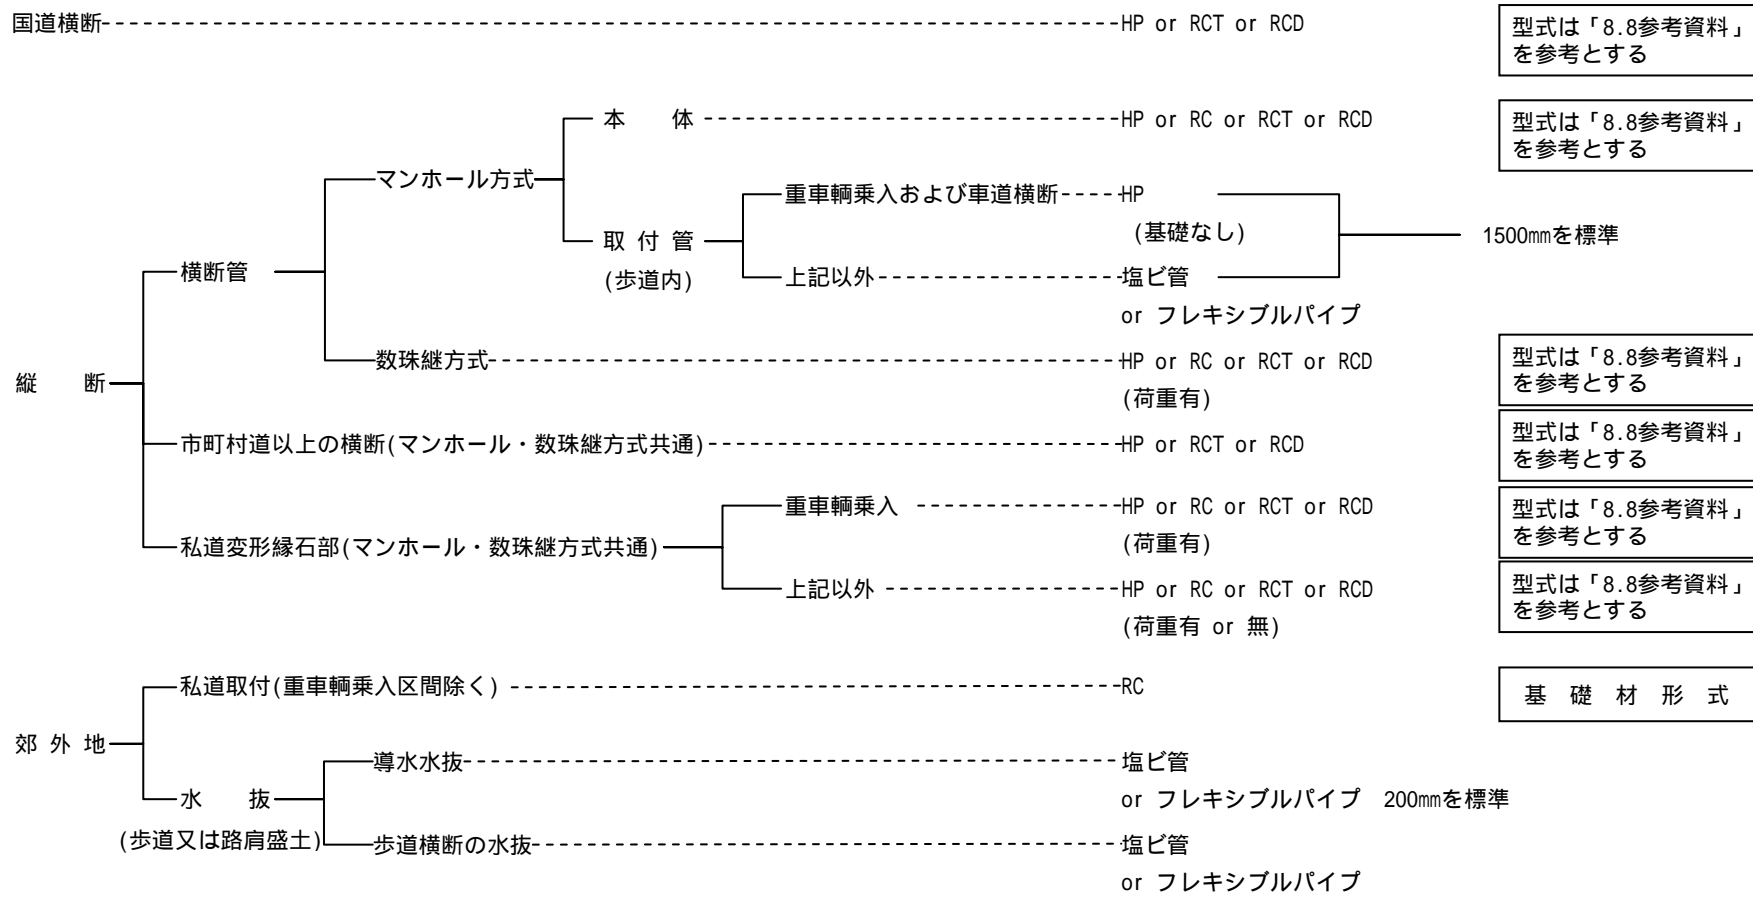 国道横断 HP or RCT or RCD 型式は「8.8参考資料」
を参考とする
本　体 HP or RC or RCT or RCD 型式は「8.8参考資料」
を参考とする
マンホール方式
重車輌乗入および車道横断 HP
(基礎なし)
取 付 管
(歩道内)
1500㎜を標準
横断管
上記以外 塩ビ管
or フレキシブルパイプ
数珠継方式 HP or RC or RCT or RCD 型式は「8.8参考資料」
(荷重有) を参考とする
縦　断
市町村道以上の横断(マンホール・数珠継方式共通) HP or RCT or RCD 型式は「8.8参考資料」
を参考とする
重車輌乗入 HP or RC or RCT or RCD 型式は「8.8参考資料」
(荷重有) を参考とする
私道変形縁石部(マンホール・数珠継方式共通)
上記以外 HP or RC or RCT or RCD 型式は「8.8参考資料」
(荷重有 or 無) を参考とする
私道取付(重車輌乗入区間除く) RC 基 礎 材 形 式
郊 外 地
導水水抜 塩ビ管
水　抜 or フレキシブルパイプ 200㎜を標準
(歩道又は路肩盛土)
歩道横断の水抜 塩ビ管
or フレキシブルパイプ